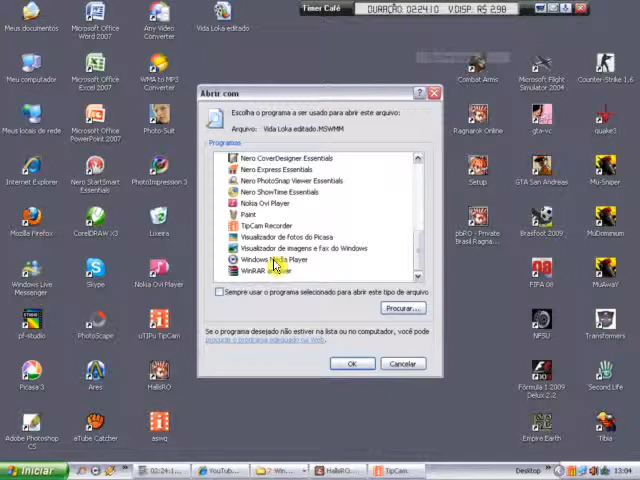 Timer Café
DURAÇÃO: 02:24:10 - V.DISP: R$ 2,98
Meus documentos
Microsoft Office Word 2007
Any Video Converter
Vida Loka editado
Meu computador
Microsoft Office Excel 2007
WMA to MP3 Converter
Combat Arms
Microsoft Flight Simulator 2004
Counter-Strike 1.6
Meus locais de rede
Microsoft Office PowerPoint 2007
Photo-Suit
Ragnarok Online
gta-vc
quake3
Internet Explorer
Nero StartSmart Essentials
PhotoImpression 3
Setup
GTA San Andreas
Mu-Sniper
Mozilla Firefox
CorelDRAW X3
Lixeira
pbRO - Private Brasil Ragna...
Brasfoot 2009
MuDominium
Windows Live Messenger
Skype
Nokia Ovi Player
FIFA 08
MuAwaY
pf-studio
PhotoScape
uTIPu TipCam
NFSU
Transformers
Picasa 3
Ares
HallsRO
Fórmula 1 2009 Delux 2.2
Second Life
Adobe Photoshop CS
aTube Catcher
aswq
Empire Earth
Tibia
Abrir com
Escolha o programa a ser usado para abrir este arquivo:
Arquivo: Vida Loka editado.MSWMM
Programas
Nero CoverDesigner Essentials
Nero Express Essentials
Nero PhotoSnap Viewer Essentials
Nero ShowTime Essentials
Nokia Ovi Player
Paint
TipCam Recorder
Visualizador de fotos do Picasa
Visualizador de imagens e fax do Windows
Windows Media Player
WinRAR
Sempre usar o programa selecionado para abrir este tipo de arquivo
Procurar...
Se o programa desejado não estiver na lista ou no computador, você pode
procurar o programa adequado na Web.
OK
Cancelar
Iniciar
02:24:1...
YouTub...
7 Win...
HallsRO...
TipCam
Desktop
13:04